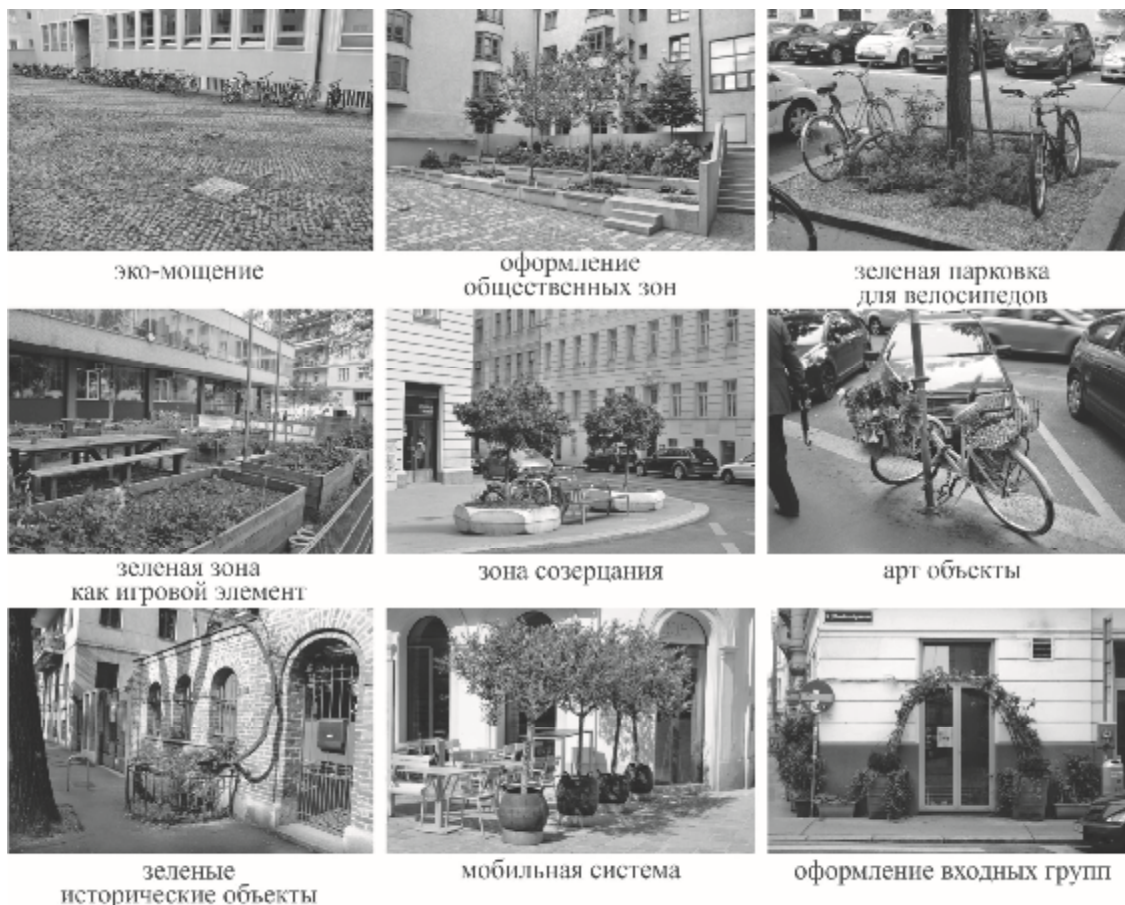 эко-мощение
оформление
общественных зон
зеленая парковка
для велосипедов
зеленая зона
как игровой элемент
зона созерцания
арт объекты
зеленые
исторические объекты
мобильная система
оформление входных групп